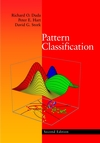 Richard O. Duda
Peter E. Hart
David G. Stork
Pattern
Classification
Second Edition